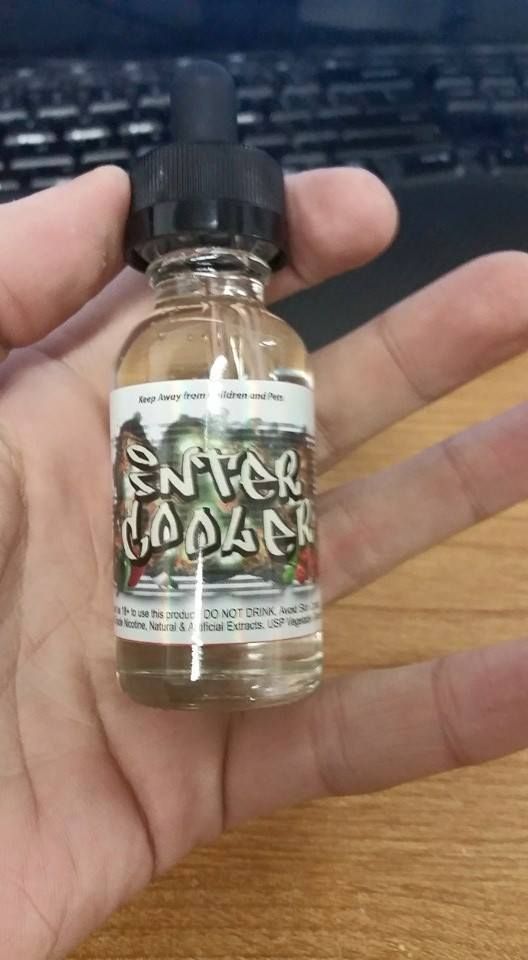 Keep Away from Children and Pets
INTER
COOLER
18+ to use this product. DO NOT DRINK. Avoid
Nicotine, Natural & Artificial Extracts. USP Vegetable